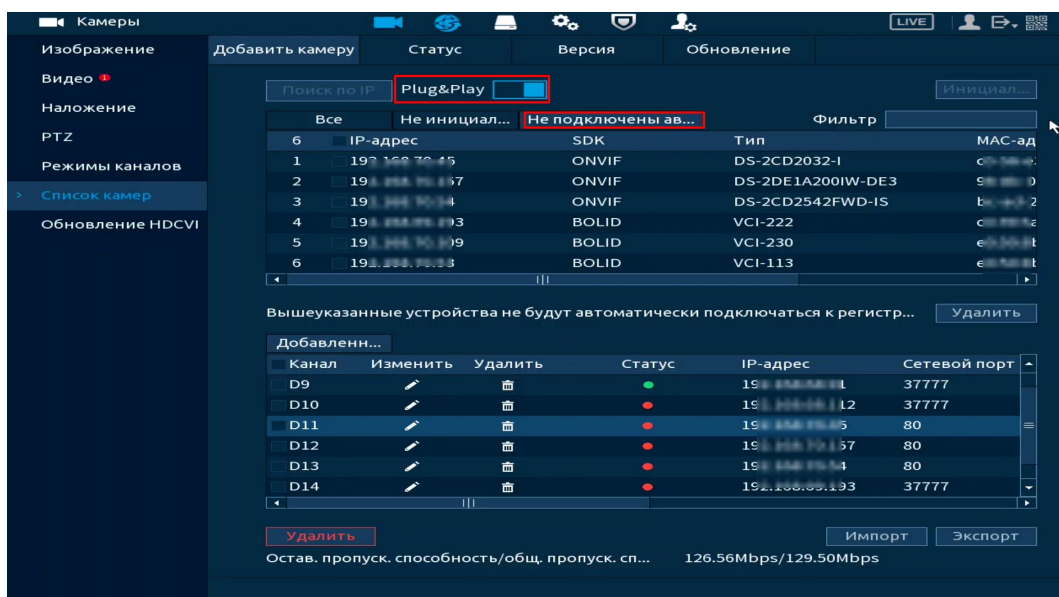 Камеры LIVE
Изображение
Видео
Наложение
PTZ
Режимы каналов
> Список камер
Обновление HDCVI
Добавить камеру Статус Версия Обновление
Поиск по IP Plug&Play Инициал...
Все Не инициал... Не подключены ав... Фильтр
6 IP-адрес SDK Тип MAC-ад
1 ONVIF DS-2CD2032-I
2 ONVIF DS-2DE1A200IW-DE3
3 ONVIF DS-2CD2542FWD-IS
4 BOLID VCI-222
5 BOLID VCI-230
6 BOLID VCI-113
Вышеуказанные устройства не будут автоматически подключаться к регистр... Удалить
Добавленн...
Канал Изменить Удалить Статус IP-адрес Сетевой порт
D9 37777
D10 37777
D11 80
D12 80
D13 80
D14 37777
Удалить Импорт Экспорт
Остав. пропуск. способность/общ. пропуск. сп... 126.56Mbps/129.50Mbps